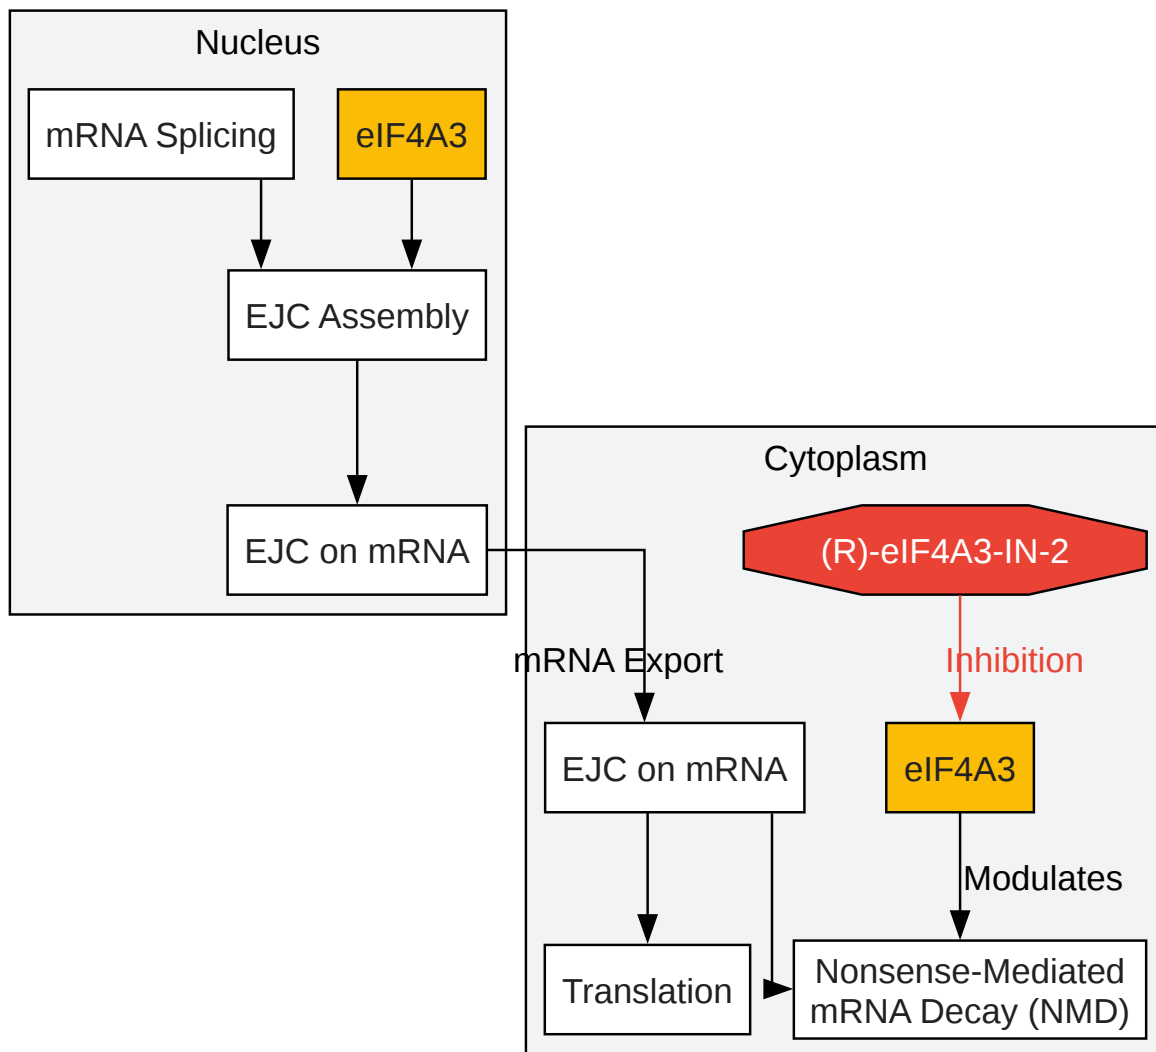 Nucleus
mRNA Splicing
eIF4A3
EJC Assembly
EJC on mRNA
Cytoplasm
(R)-eIF4A3-IN-2
mRNA Export
Inhibition
EJC on mRNA
eIF4A3
Modulates
Translation
Nonsense-Mediated
mRNA Decay (NMD)